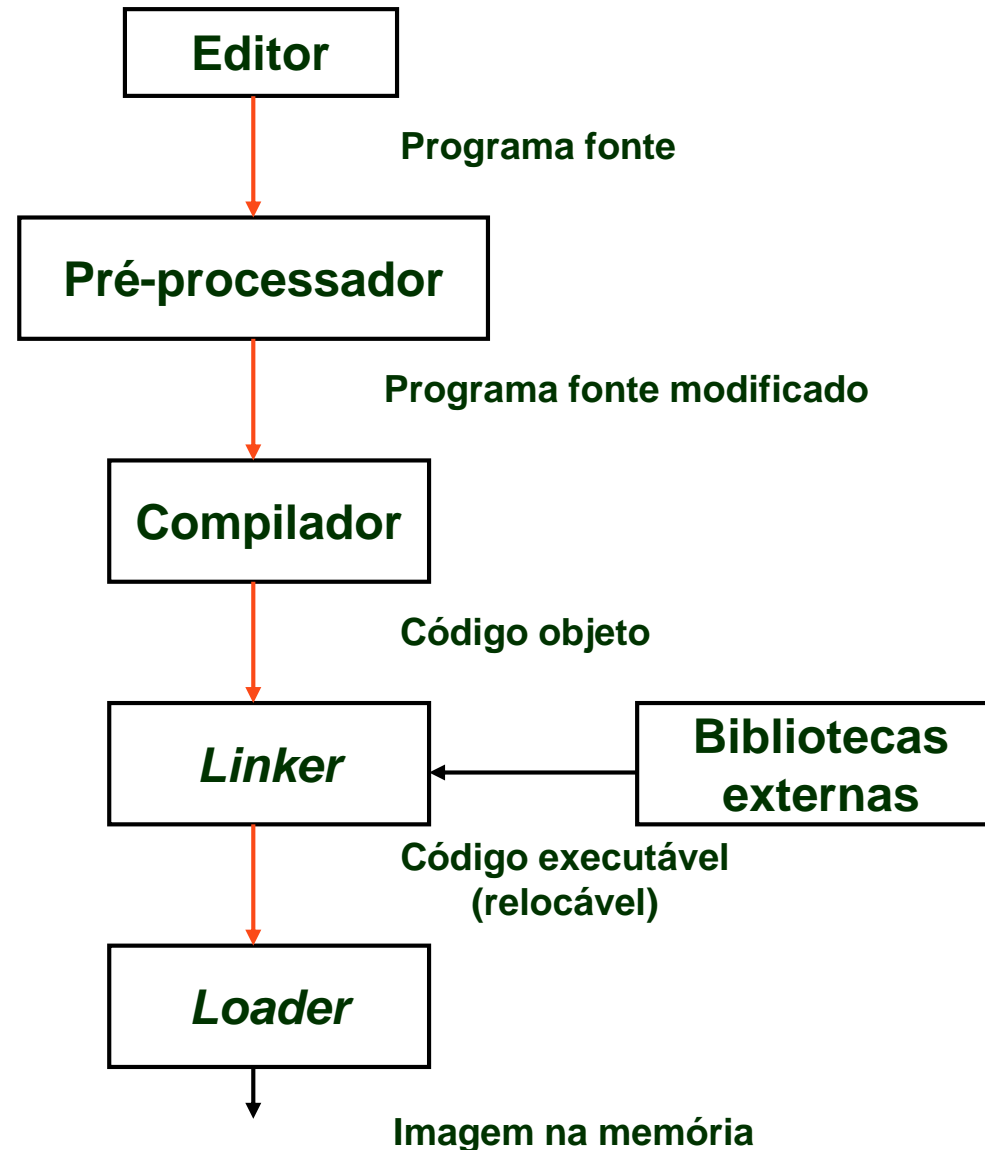 Editor
Programa fonte
Pré-processador
Programa fonte modificado
Compilador
Código objeto
Linker
Bibliotecas
externas
Código executável
(relocável)
Loader
Imagem na memória